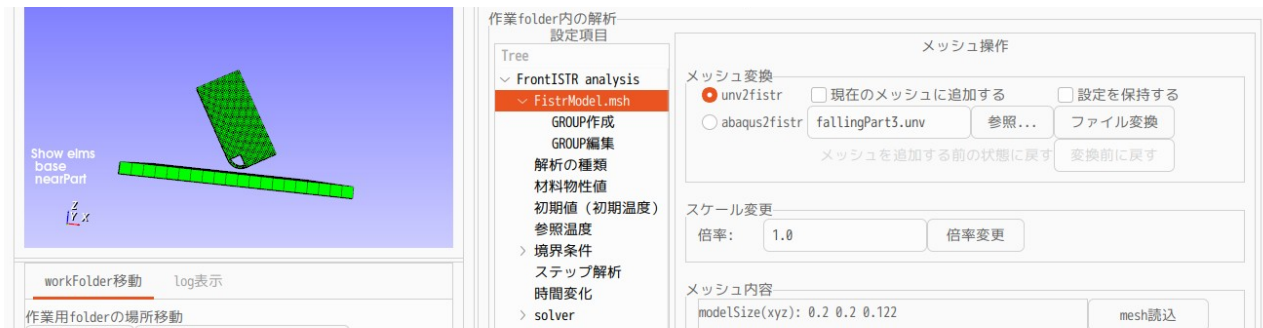 Show elms
base
nearPart
Z
Y X
workFolder移動 log表示
作業用folderの場所移動
作業folder内の解析
設定項目
Tree
FrontISTR analysis
FistrModel.msh
GROUP作成
GROUP編集
解析の種類
材料物性値
初期値（初期温度）
参照温度
境界条件
ステップ解析
時間変化
solver
メッシュ操作
メッシュ変換
unv2fistr 現在のメッシュに追加する 設定を保持する
abaqus2fistr fallingPart3.unv 参照... ファイル変換
メッシュを追加する前の状態に戻す 変換前に戻す
スケール変更
倍率: 1.0 倍率変更
メッシュ内容
modelSize(xyz): 0.2 0.2 0.122 mesh読込